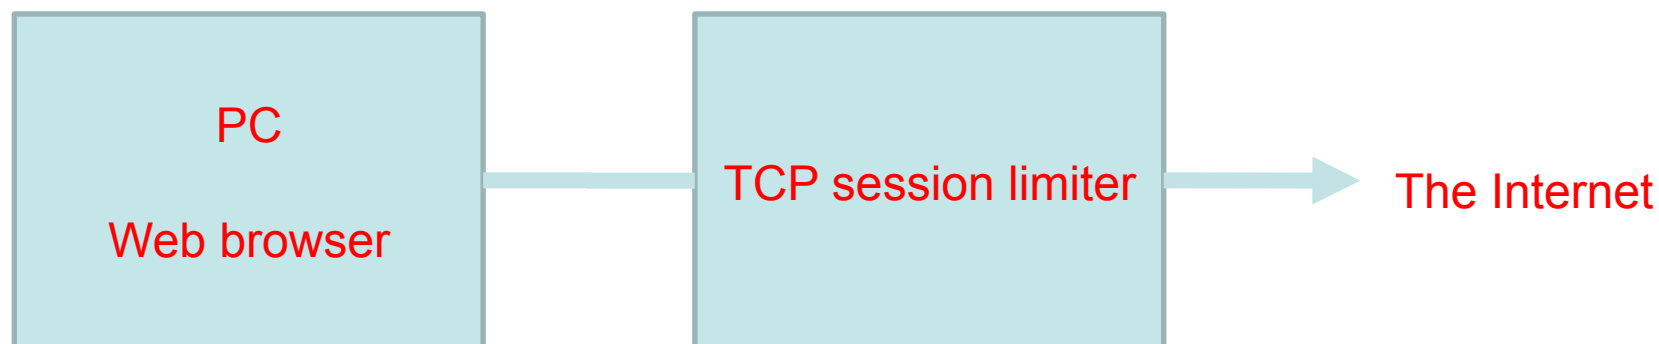 PC
Web browser
TCP session limiter
The Internet